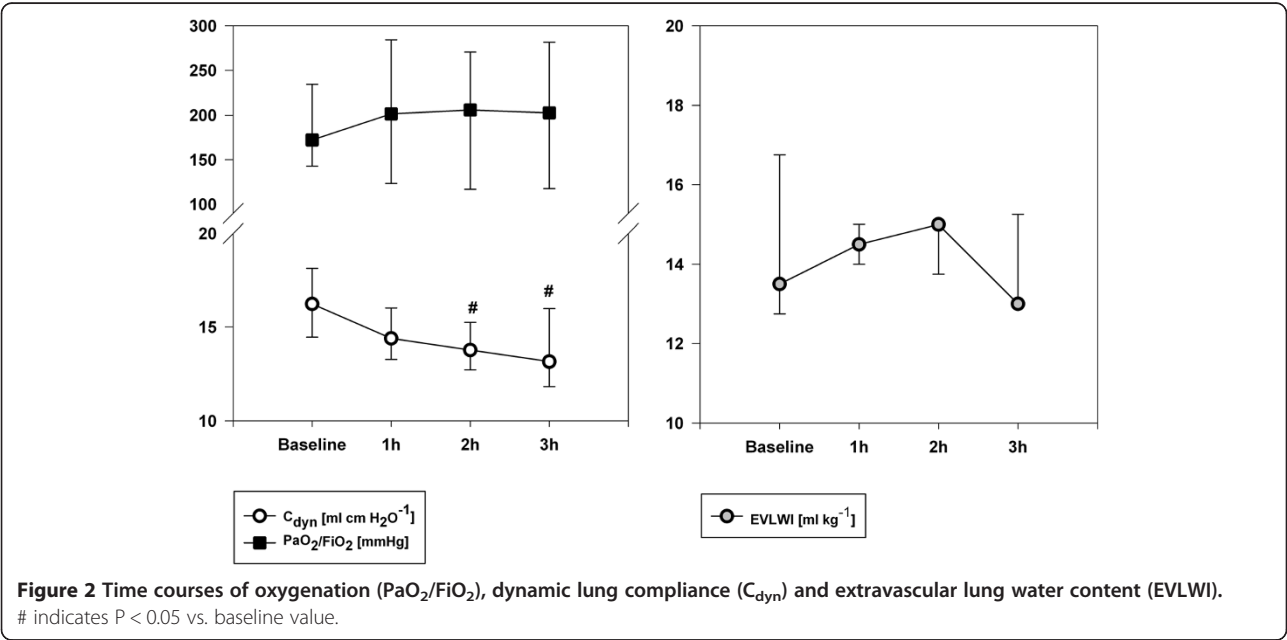 300
250
200
150
100
20
15
10
# #
Baseline 1h 2h 3h
C_dyn [ml cm H₂O⁻¹]
PaO₂/FiO₂ [mmHg]
20
18
16
14
12
10
Baseline 1h 2h 3h
EVLWI [ml kg⁻¹]
Figure 2 Time courses of oxygenation (PaO₂/FiO₂), dynamic lung compliance (C_dyn) and extravascular lung water content (EVLWI).
# indicates P < 0.05 vs. baseline value.